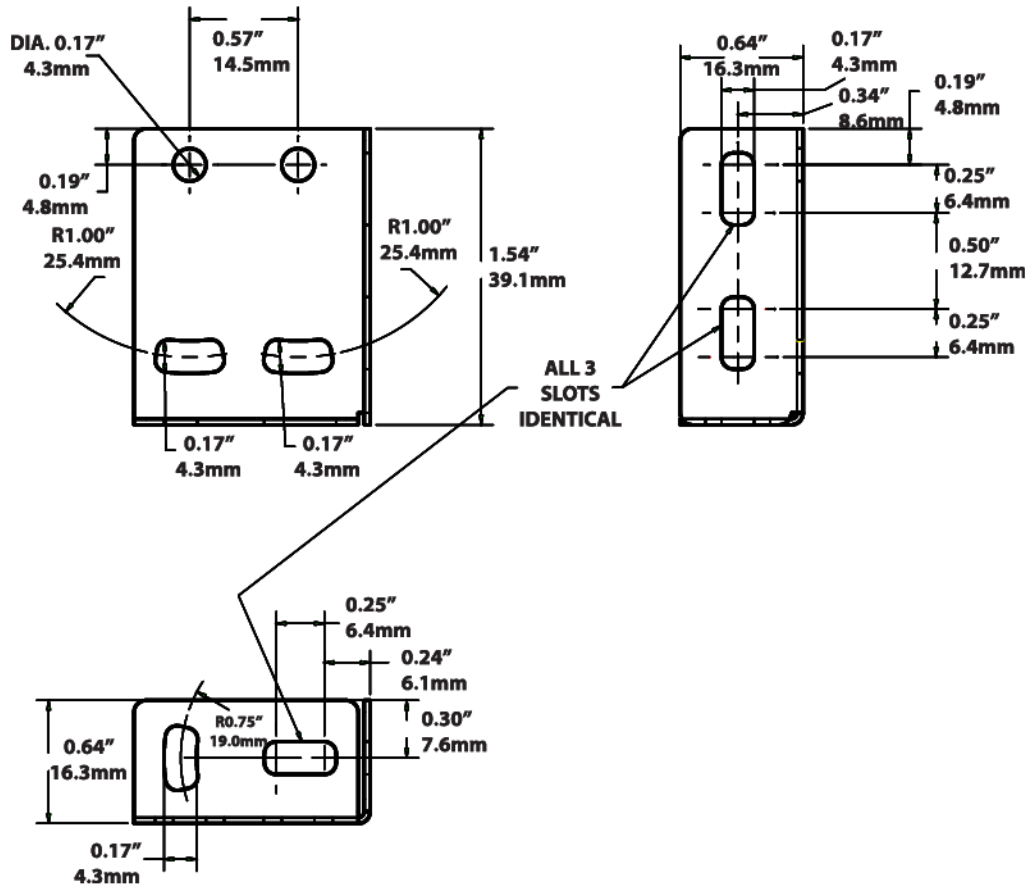 DIA. 0.17"
4.3mm
0.57"
14.5mm
0.19"
4.8mm
R1.00"
25.4mm
R1.00"
25.4mm
1.54"
39.1mm
0.17"
4.3mm
0.17"
4.3mm
0.64"
16.3mm
0.17"
4.3mm
0.34"
8.6mm
0.19"
4.8mm
0.25"
6.4mm
0.50"
12.7mm
0.25"
6.4mm
ALL 3
SLOTS
IDENTICAL
0.25"
6.4mm
0.24"
6.1mm
R0.75"
19.0mm
0.30"
7.6mm
0.64"
16.3mm
0.17"
4.3mm